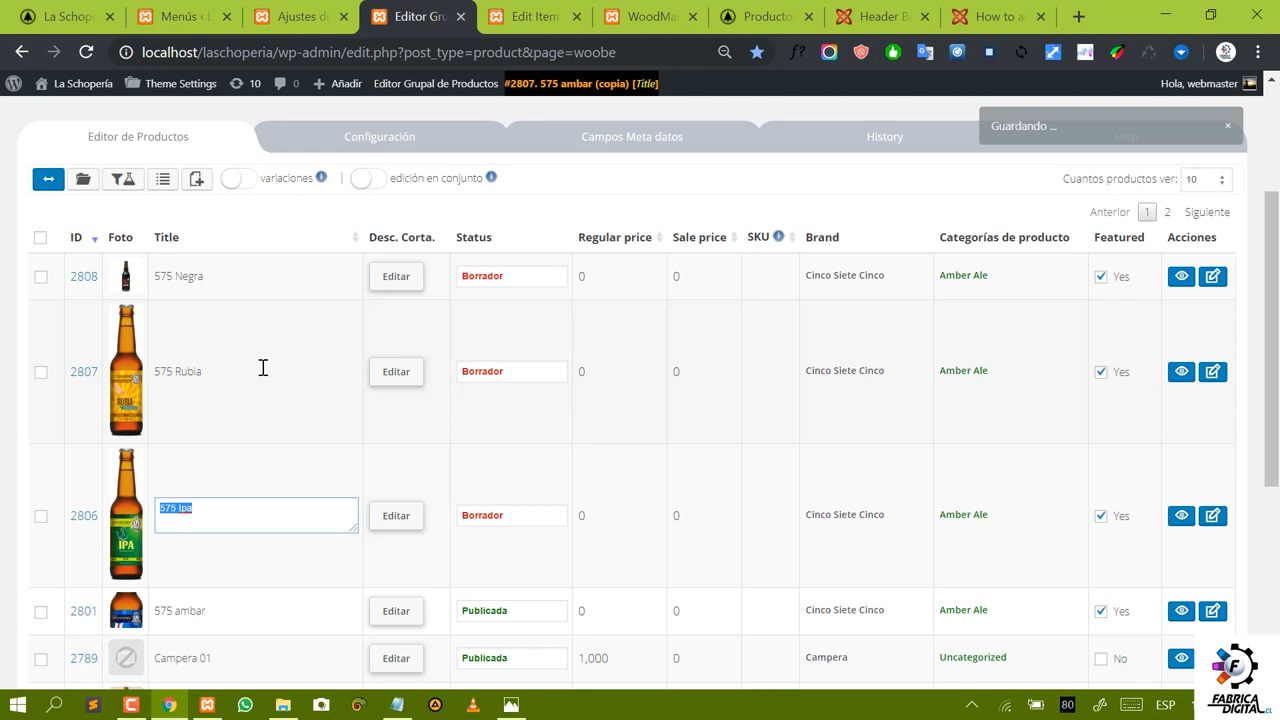 La Schop
Menús ‹ L
Ajustes de
Editor Gru
Edit Item
WoodMa
Producto
Header B
How to a
localhost/laschoperia/wp-admin/edit.php?post_type=product&page=woobe
La Schopería
Theme Settings
10
0
Añadir
Editor Grupal de Productos
#2807. 575 ambar (copia) [Title]
Hola, webmaster
Editor de Productos
Configuración
Campos Meta datos
History
Help
Guardando ...
×
variaciones
edición en conjunto
Cuantos productos ver:
10
Anterior
1
2
Siguiente
ID
Foto
Title
Desc. Corta.
Status
Regular price
Sale price
SKU
Brand
Categorías de producto
Featured
Acciones
2808
575 Negra
Editar
Borrador
0
0
Cinco Siete Cinco
Amber Ale
Yes
2807
RUBIA
575 Rubia
Editar
Borrador
0
0
Cinco Siete Cinco
Amber Ale
Yes
2806
IPA
575 Ipa
Editar
Borrador
0
0
Cinco Siete Cinco
Amber Ale
Yes
2801
575 ambar
Editar
Publicada
0
0
Cinco Siete Cinco
Amber Ale
Yes
2789
Campera 01
Editar
Publicada
1,000
0
Campera
Uncategorized
No
F
FABRICA
DIGITAL.CL
80
ESP